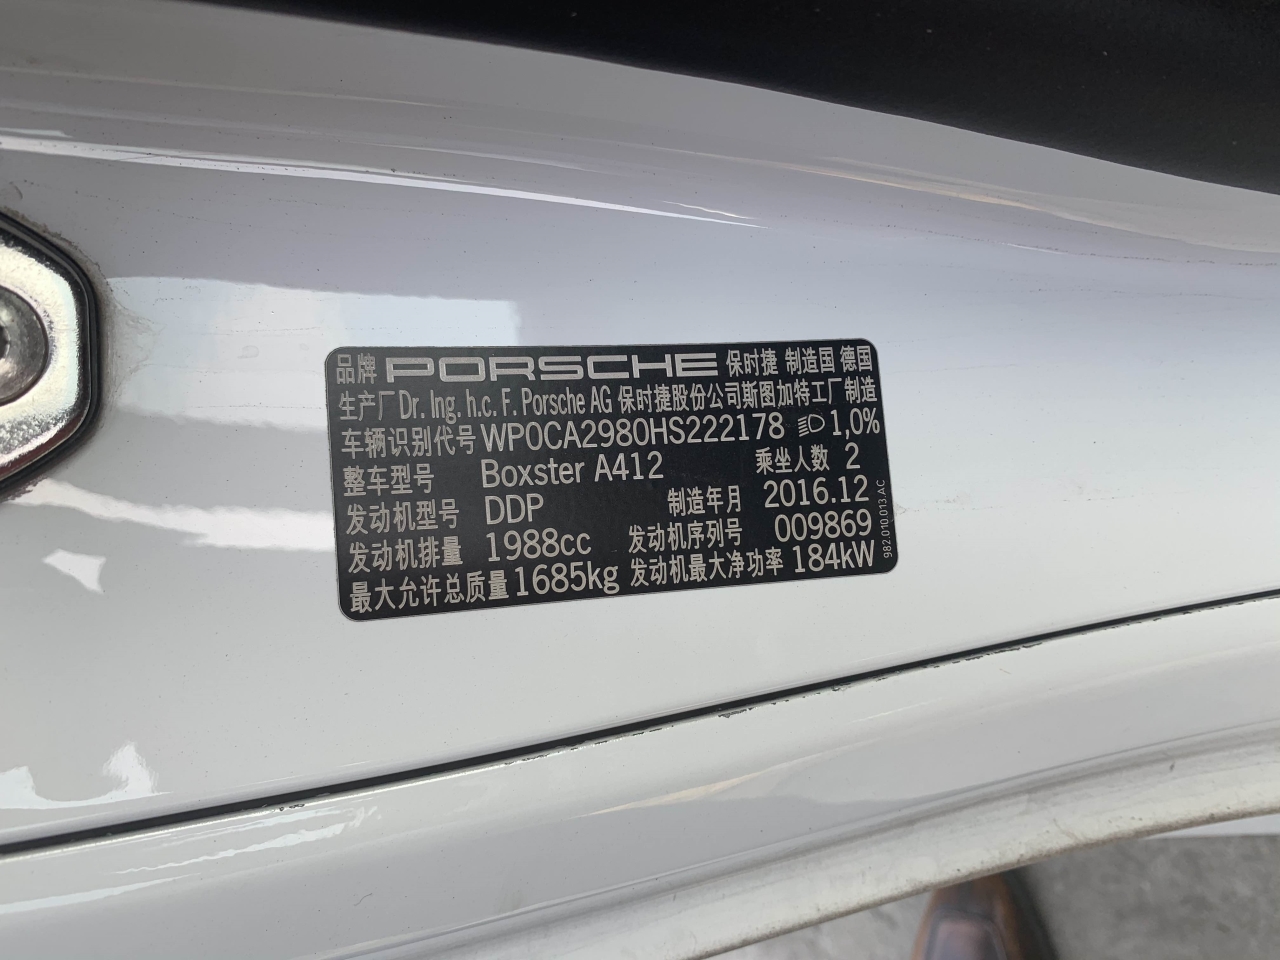 品牌 PORSCHE 保时捷 制造国 德国
生产厂 Dr. Ing. h.c. F. Porsche AG 保时捷股份公司斯图加特工厂制造
车辆识别代号 WP0CA2980HS222178 1,0%
整车型号 Boxster A412 乘坐人数 2
发动机型号 DDP 制造年月 2016.12
发动机排量 1988cc 发动机序列号 009869
最大允许总质量 1685kg 发动机最大净功率 184kW
982.010.013.AC